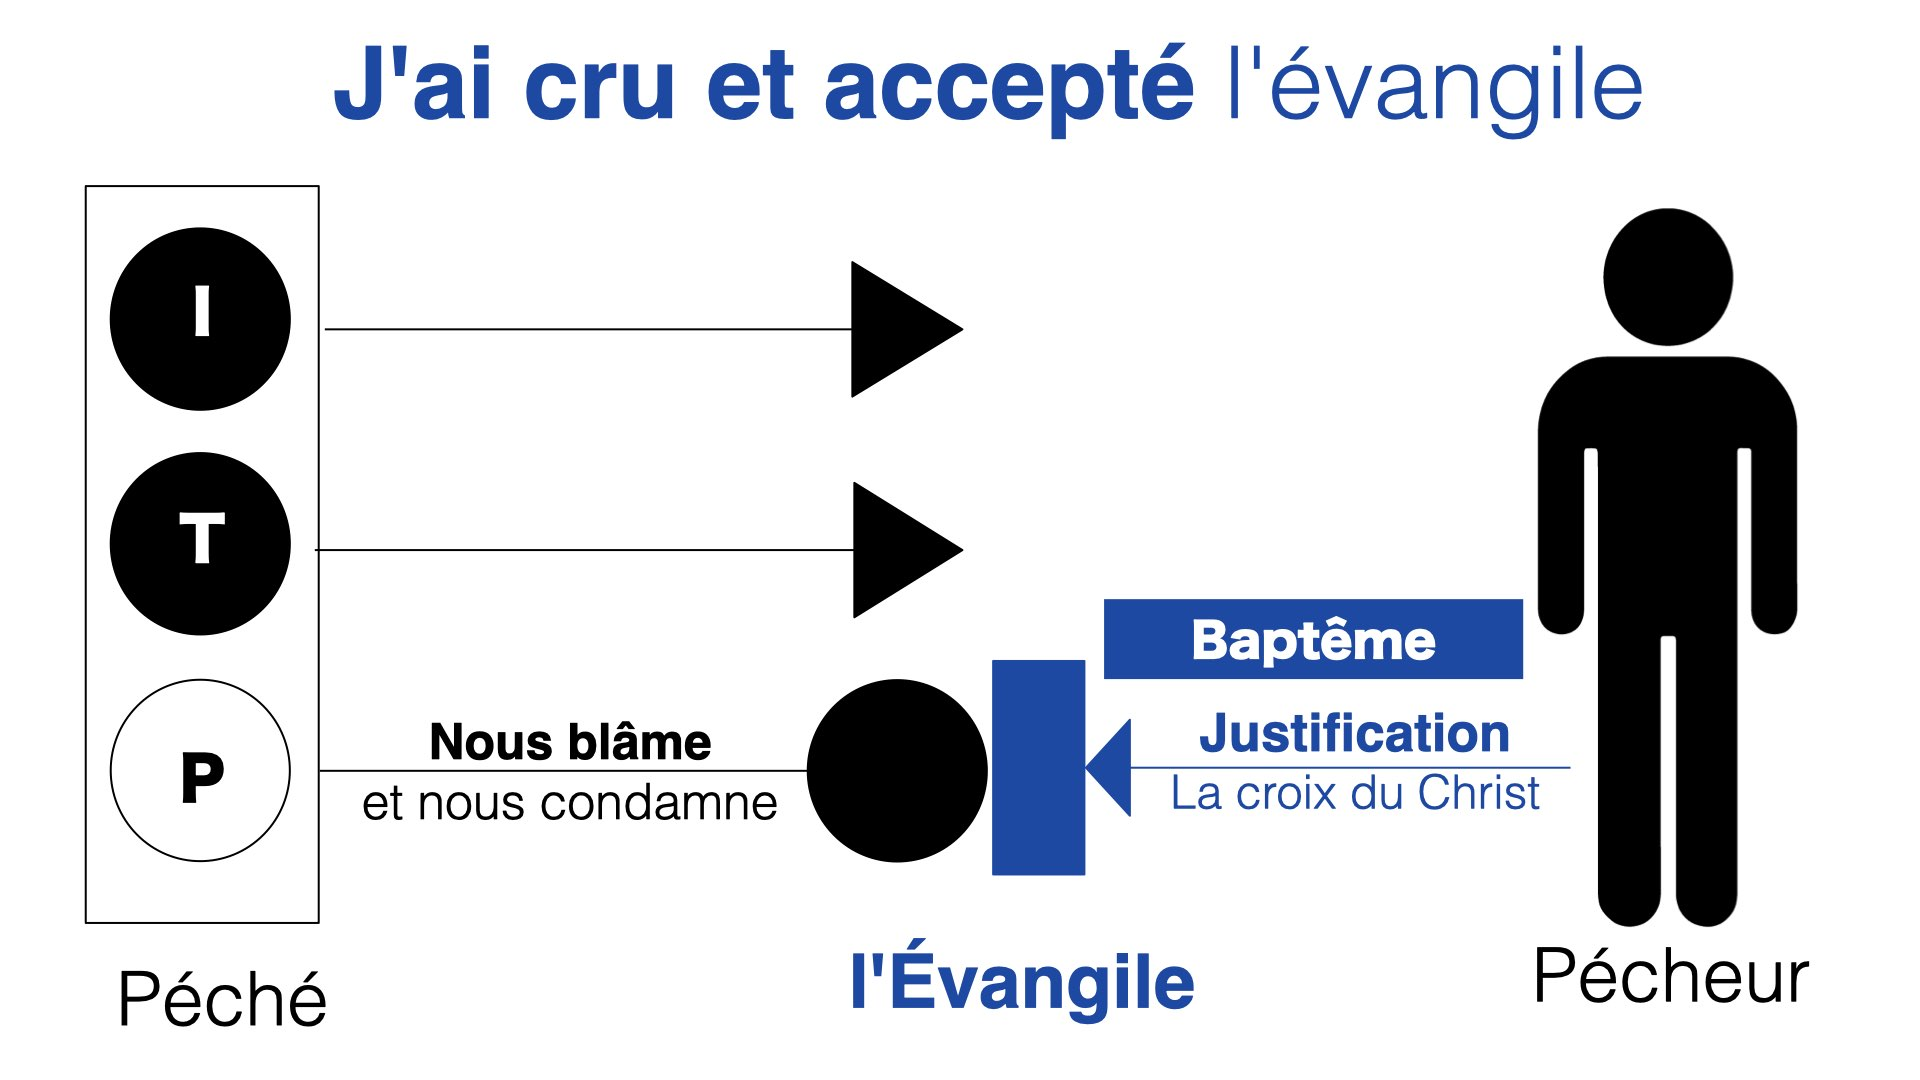 J'ai cru et accepté l'évangile
I
T
P
Nous blâme
et nous condamne
Baptême
Justification
La croix du Christ
Péché
l'Évangile
Pécheur